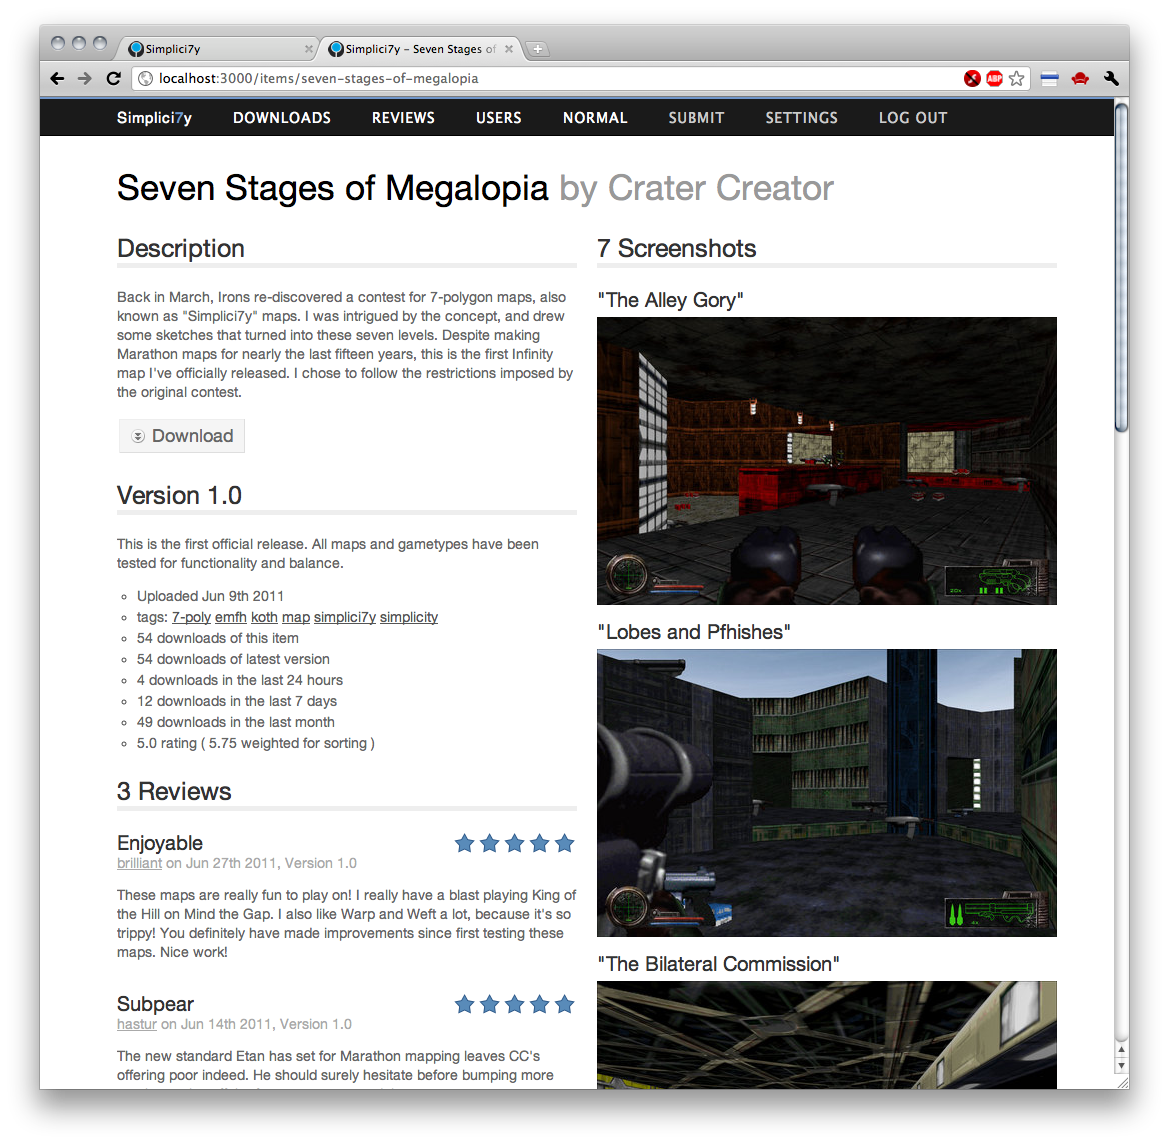 Simplici7y
Simplici7y – Seven Stages of
localhost:3000/items/seven-stages-of-megalopia
ABP
Simplici7y DOWNLOADS REVIEWS USERS NORMAL SUBMIT SETTINGS LOG OUT
Seven Stages of Megalopia by Crater Creator
Description
Back in March, Irons re-discovered a contest for 7-polygon maps, also
known as "Simplici7y" maps. I was intrigued by the concept, and drew
some sketches that turned into these seven levels. Despite making
Marathon maps for nearly the last fifteen years, this is the first Infinity
map I've officially released. I chose to follow the restrictions imposed by
the original contest.
Download
Version 1.0
This is the first official release. All maps and gametypes have been
tested for functionality and balance.
Uploaded Jun 9th 2011
tags: 7-poly emfh koth map simplici7y simplicity
54 downloads of this item
54 downloads of latest version
4 downloads in the last 24 hours
12 downloads in the last 7 days
49 downloads in the last month
5.0 rating ( 5.75 weighted for sorting )
3 Reviews
Enjoyable
brilliant on Jun 27th 2011, Version 1.0
These maps are really fun to play on! I really have a blast playing King of
the Hill on Mind the Gap. I also like Warp and Weft a lot, because it's so
trippy! You definitely have made improvements since first testing these
maps. Nice work!
Subpear
hastur on Jun 14th 2011, Version 1.0
The new standard Etan has set for Marathon mapping leaves CC's
offering poor indeed. He should surely hesitate before bumping more
7 Screenshots
"The Alley Gory"
20x
"Lobes and Pfhishes"
4x
"The Bilateral Commission"